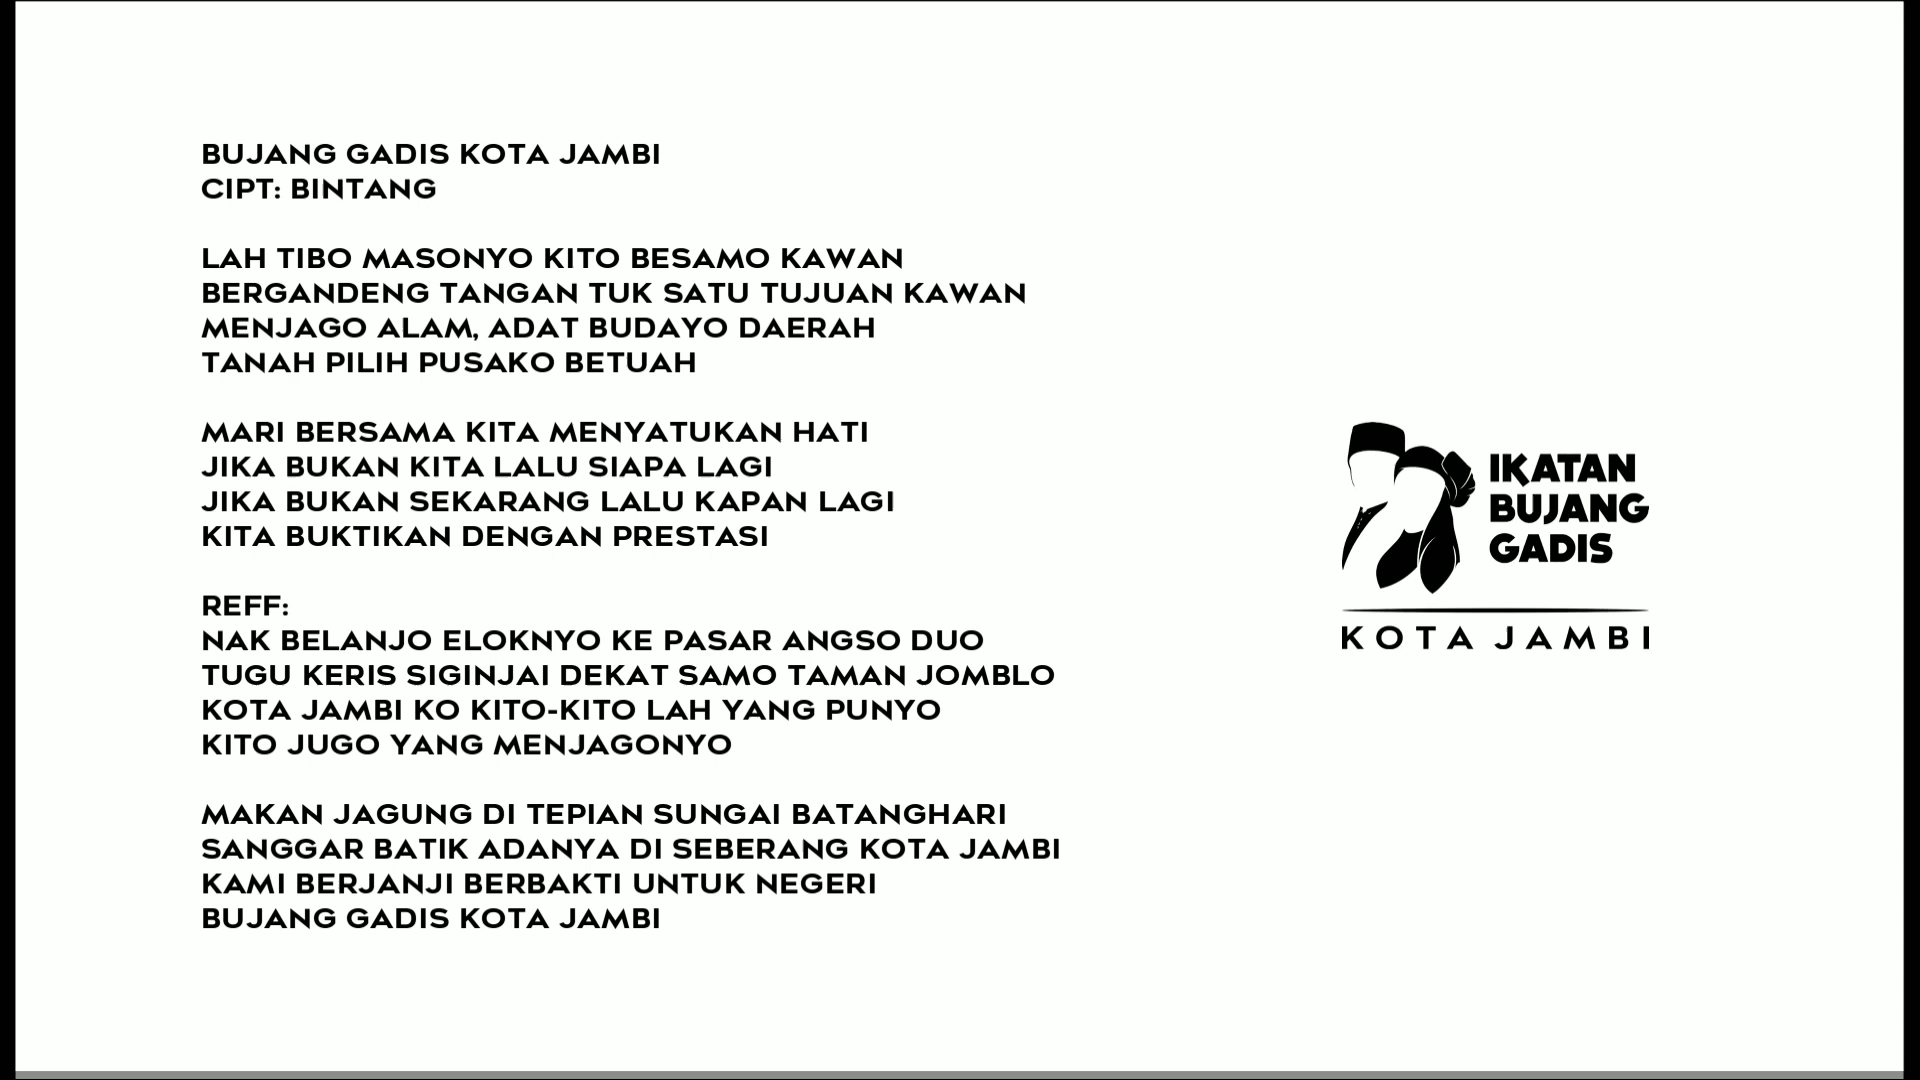 BUJANG GADIS KOTA JAMBI
CIPT: BINTANG
LAH TIBO MASONYO KITO BESAMO KAWAN
BERGANDENG TANGAN TUK SATU TUJUAN KAWAN
MENJAGO ALAM, ADAT BUDAYO DAERAH
TANAH PILIH PUSAKO BETUAH
MARI BERSAMA KITA MENYATUKAN HATI
JIKA BUKAN KITA LALU SIAPA LAGI
JIKA BUKAN SEKARANG LALU KAPAN LAGI
KITA BUKTIKAN DENGAN PRESTASI
REFF:
NAK BELANJO ELOKNYO KE PASAR ANGSO DUO
TUGU KERIS SIGINJAI DEKAT SAMO TAMAN JOMBLO
KOTA JAMBI KO KITO-KITO LAH YANG PUNYO
KITO JUGO YANG MENJAGONYO
MAKAN JAGUNG DI TEPIAN SUNGAI BATANGHARI
SANGGAR BATIK ADANYA DI SEBERANG KOTA JAMBI
KAMI BERJANJI BERBAKTI UNTUK NEGERI
BUJANG GADIS KOTA JAMBI
IKATAN
BUJANG
GADIS
KOTA JAMBI